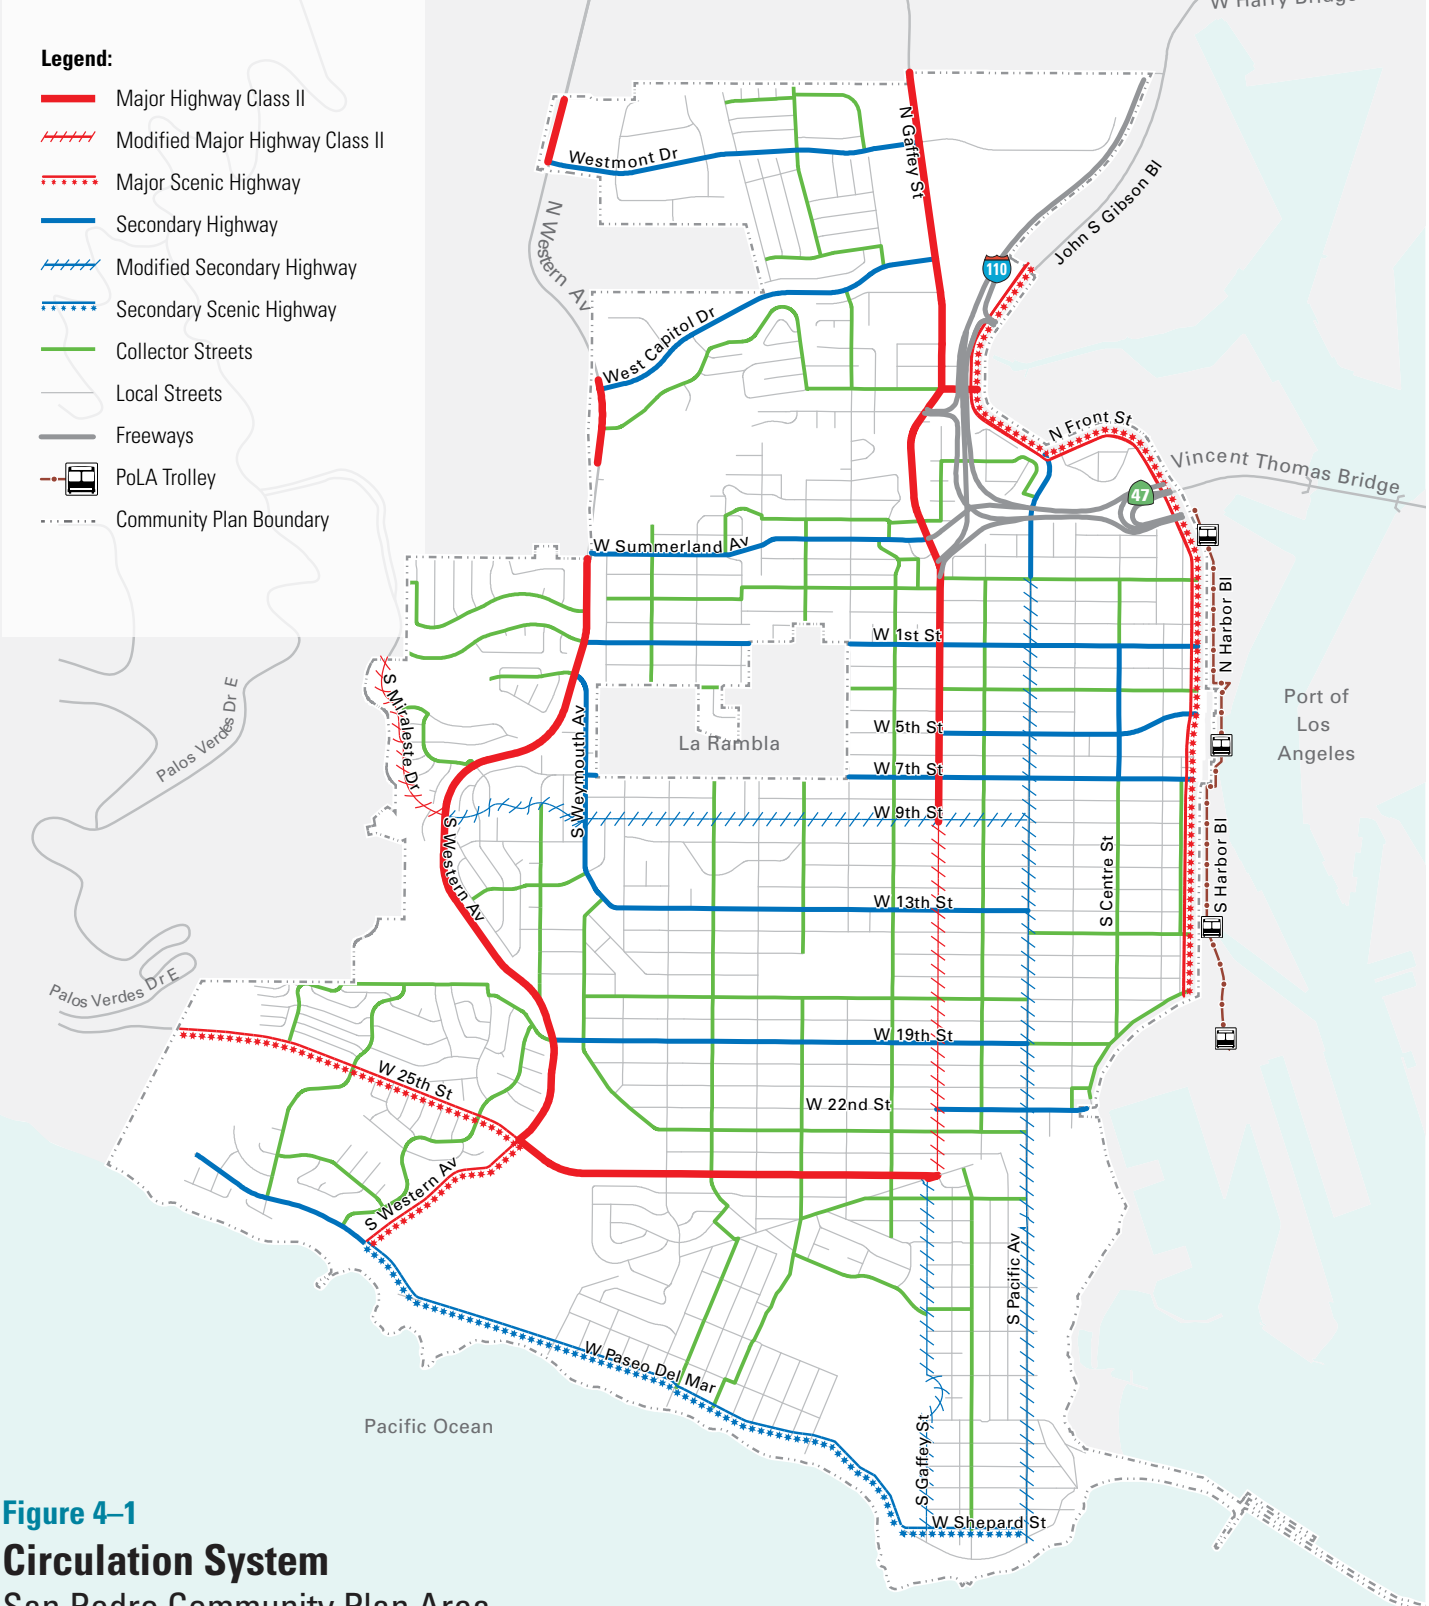 W Harry Bridge
Legend:
Major Highway Class II
Modified Major Highway Class II
Major Scenic Highway
Secondary Highway
Modified Secondary Highway
Secondary Scenic Highway
Collector Streets
Local Streets
Freeways
PoLA Trolley
Community Plan Boundary
Westmont Dr
N Gaffey St
John S Gibson Bl
N Western Av
110
West Capitol Dr
N Front St
Vincent Thomas Bridge
47
W Summerland Av
N Harbor Bl
W 1st St
S Miraleste Dr
Palos Verdes Dr E
Port of
Los
Angeles
S Weymouth Av
La Rambla
W 5th St
W 7th St
W 9th St
S Western Av
S Centre St
S Harbor Bl
W 13th St
Palos Verdes Dr E
W 19th St
W 25th St
W 22nd St
S Western Av
S Pacific Av
W Paseo Del Mar
Pacific Ocean
S Gaffey St
W Shepard St
Figure 4–1
Circulation System
San Pedro Community Plan Area